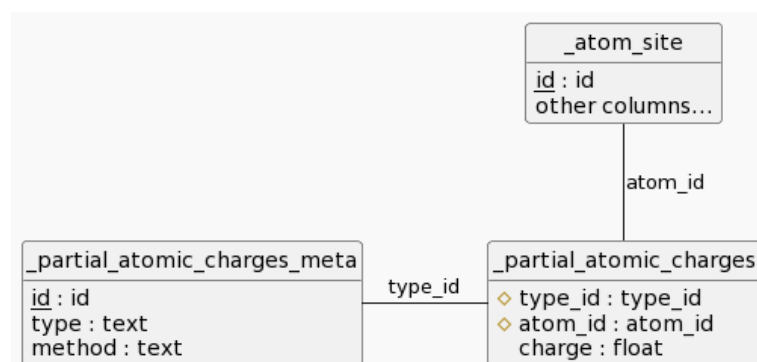 _atom_site
id : id
other columns...
atom_id
_partial_atomic_charges_meta
id : id
type : text
method : text
type_id
_partial_atomic_charges
type_id : type_id
atom_id : atom_id
charge : float